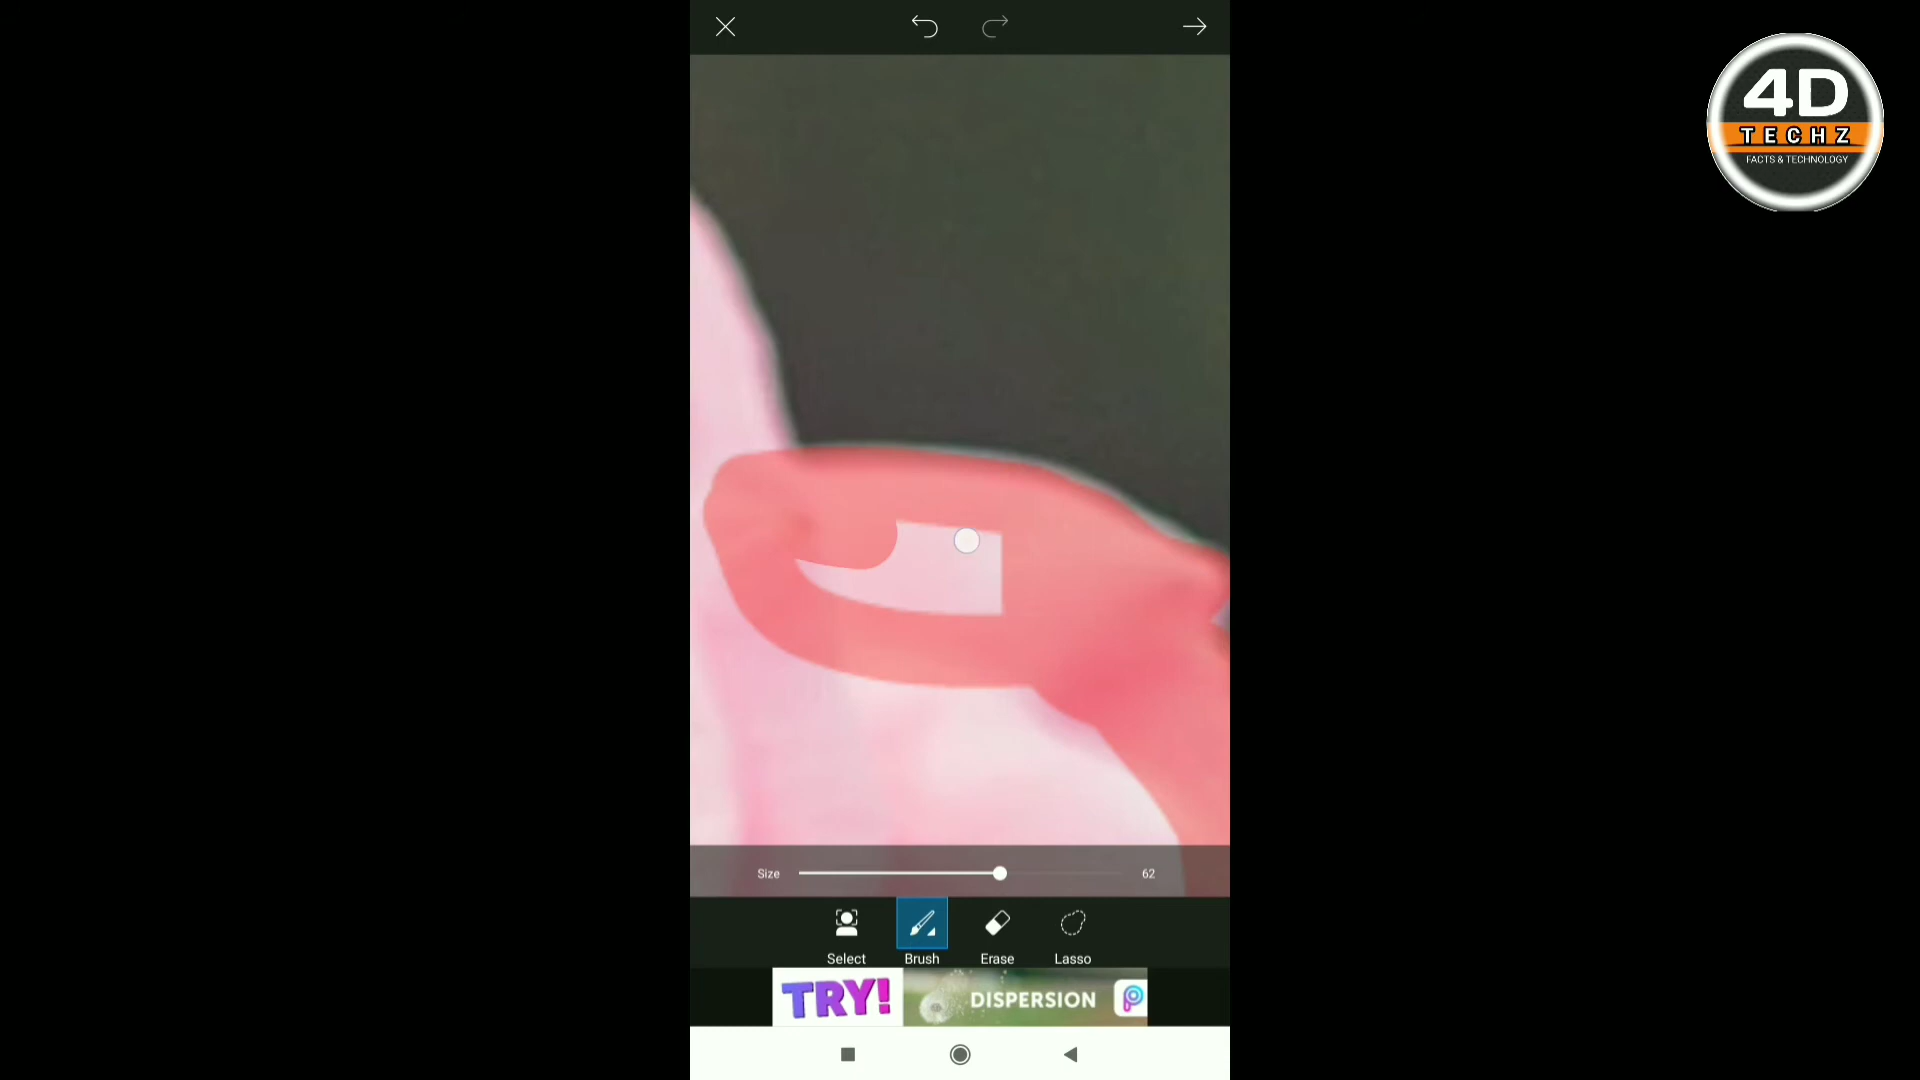 4D
TECHZ
FACTS & TECHNOLOGY
Size 62
Select Brush Erase Lasso
TRY! DISPERSION